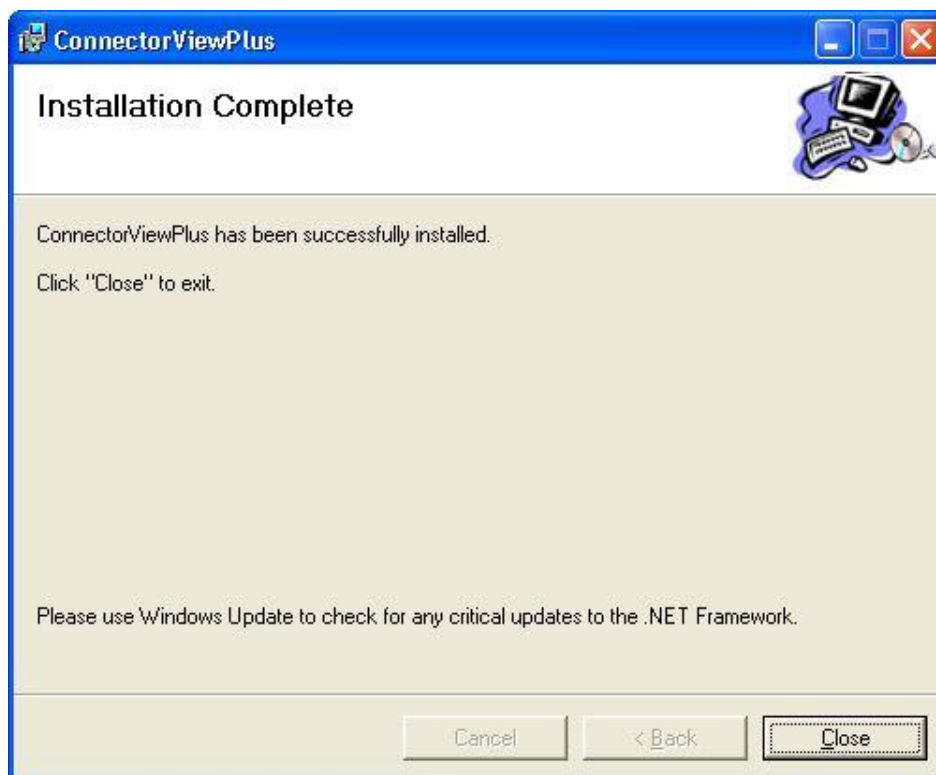 ConnectorViewPlus
Installation Complete
ConnectorViewPlus has been successfully installed.
Click "Close" to exit.
Please use Windows Update to check for any critical updates to the .NET Framework.
Cancel
< Back
Close